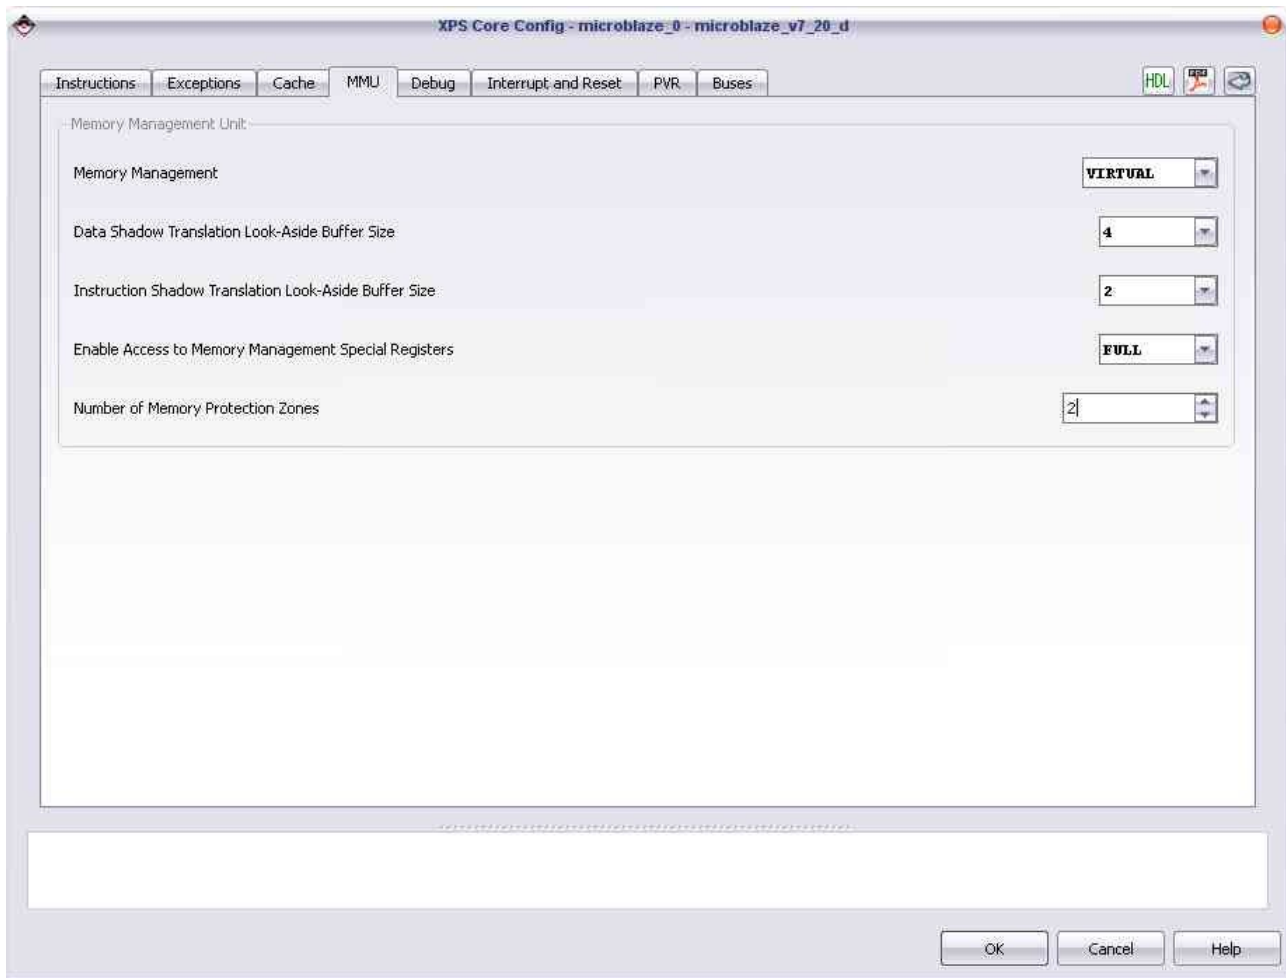 XPS Core Config - microblaze_0 - microblaze_v7_20_d
Instructions Exceptions Cache MMU Debug Interrupt and Reset PVR Buses HDL PDF
Memory Management Unit
Memory Management VIRTUAL
Data Shadow Translation Look-Aside Buffer Size 4
Instruction Shadow Translation Look-Aside Buffer Size 2
Enable Access to Memory Management Special Registers FULL
Number of Memory Protection Zones 2
OK Cancel Help